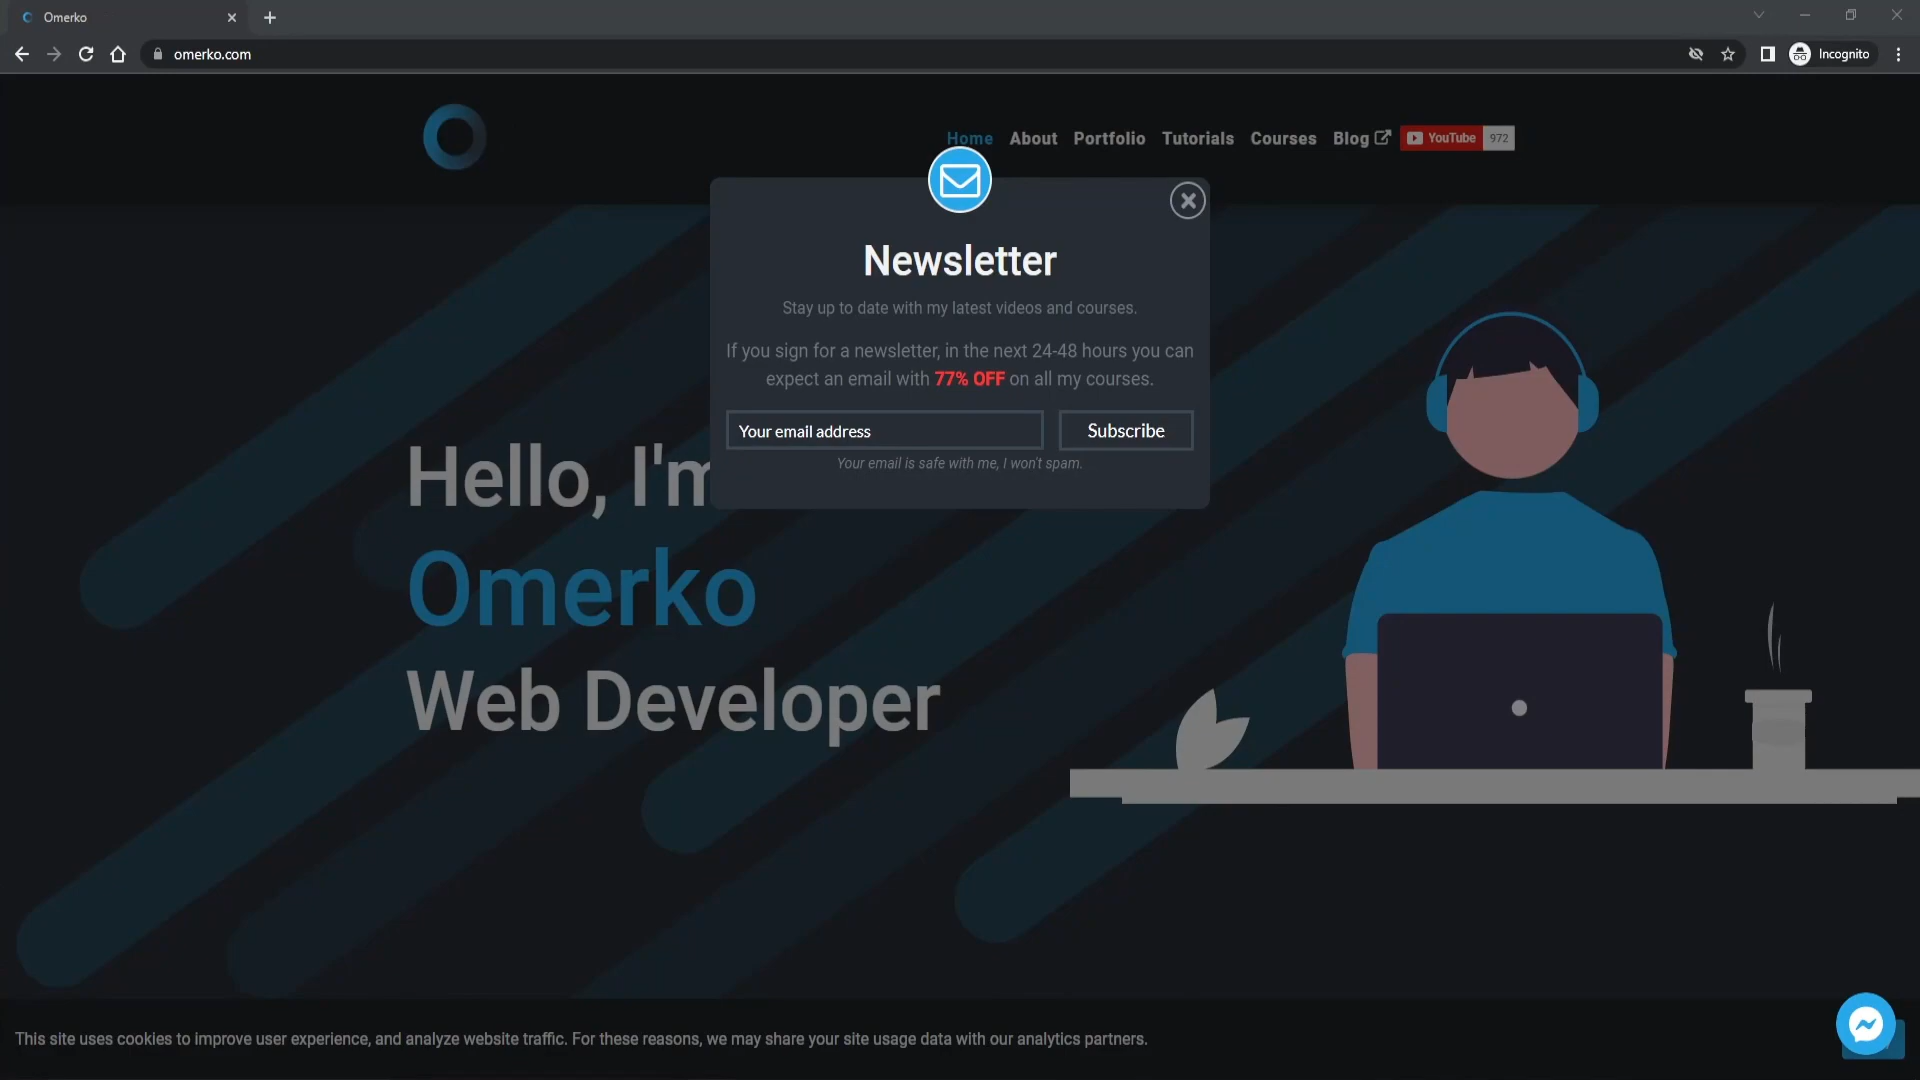 Omerko
omerko.com
Incognito
Home About Portfolio Tutorials Courses Blog YouTube 972
Newsletter
Stay up to date with my latest videos and courses.
If you sign for a newsletter, in the next 24-48 hours you can
expect an email with 77% OFF on all my courses.
Your email address Subscribe
Your email is safe with me, I won't spam.
Hello, I'm
Omerko
Web Developer
This site uses cookies to improve user experience, and analyze website traffic. For these reasons, we may share your site usage data with our analytics partners.